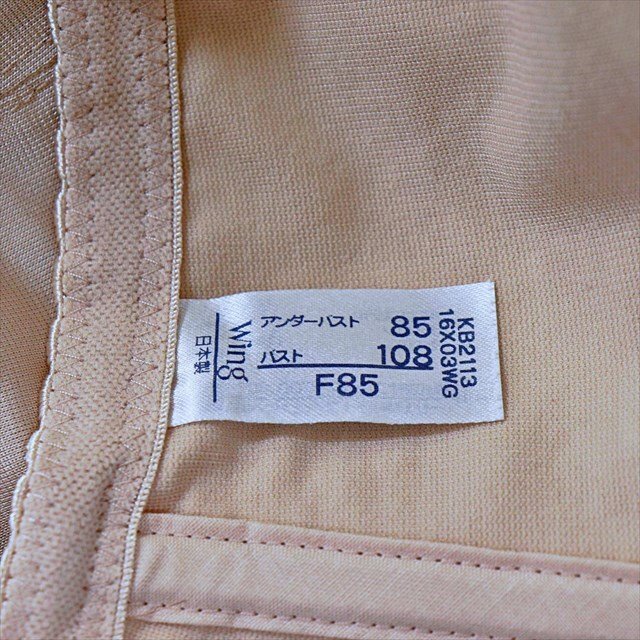 Wing
日本製
アンダーバスト 85
バスト 108
F85
KB2113
16X03WG